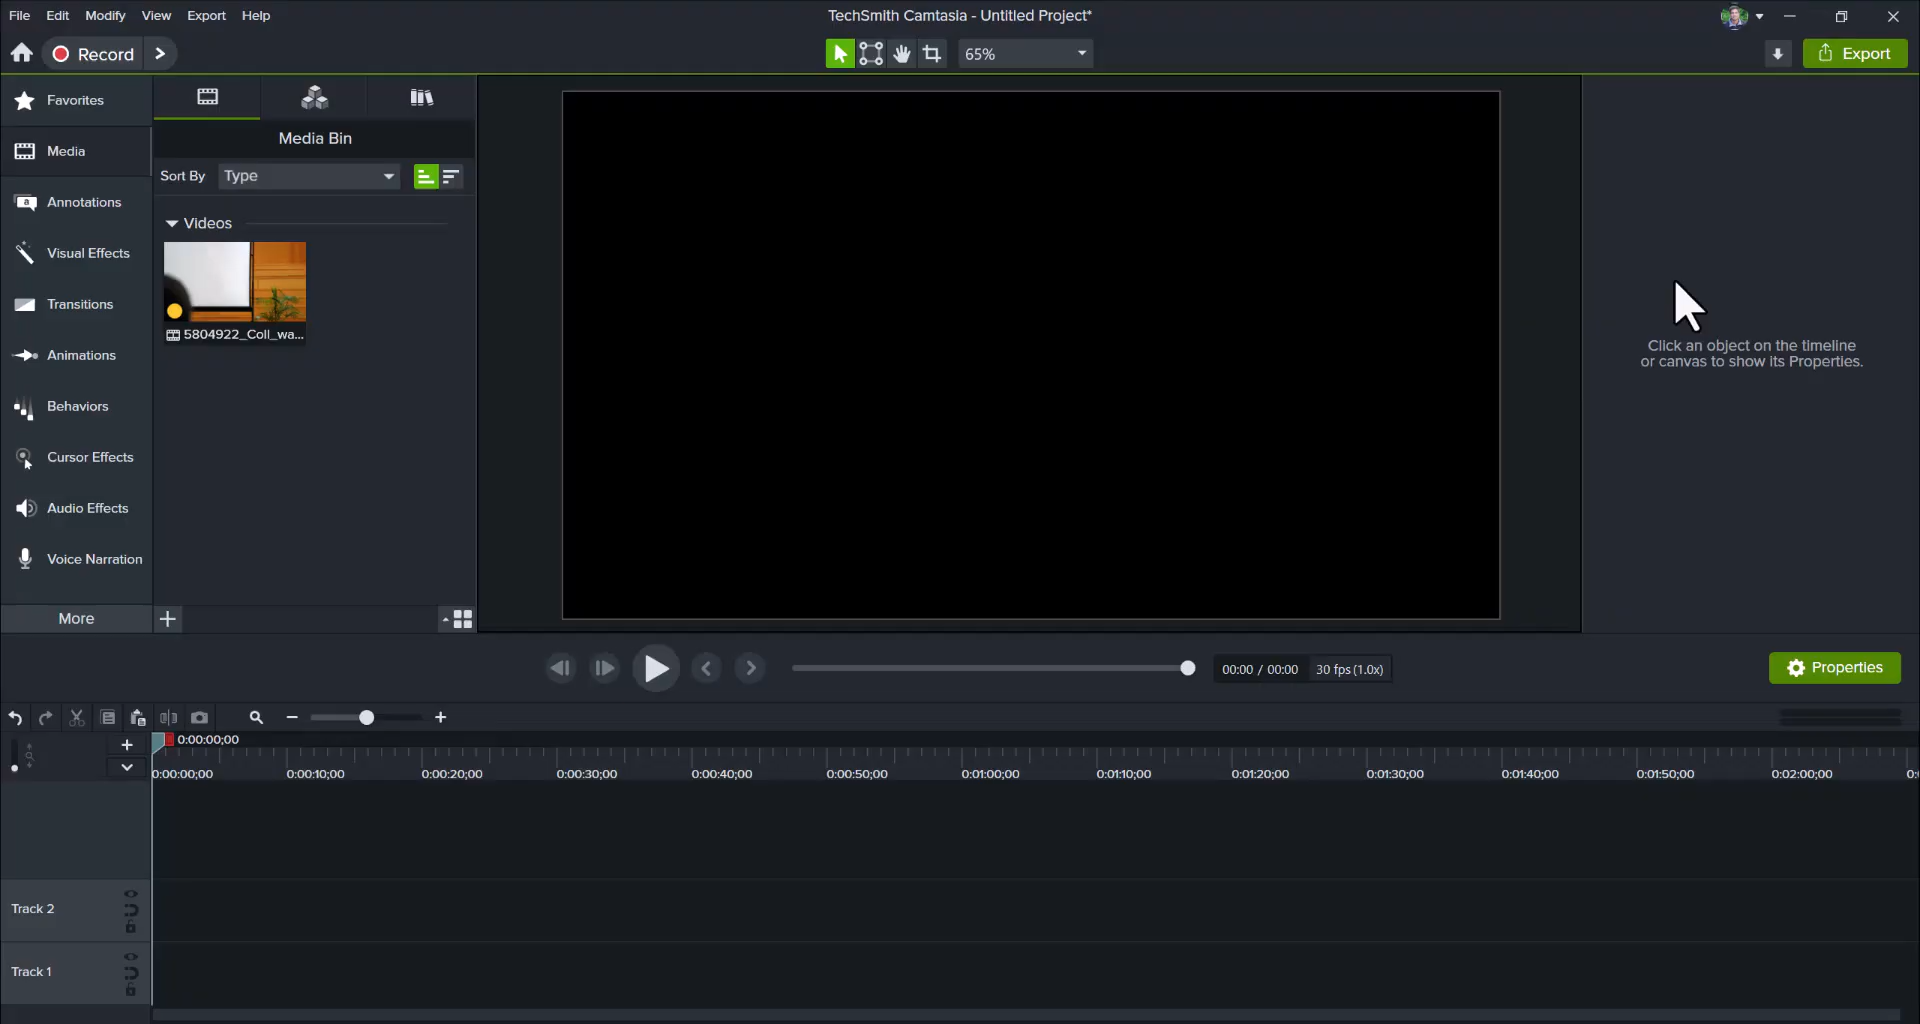 File Edit Modify View Export Help
TechSmith Camtasia - Untitled Project*
Record
65%
Export
Favorites
Media
Annotations
Visual Effects
Transitions
Animations
Behaviors
Cursor Effects
Audio Effects
Voice Narration
More
Media Bin
Sort By Type
Videos
5804922_Coll_wa...
Click an object on the timeline
or canvas to show its Properties.
00:00 / 00:00 30 fps (1.0x)
Properties
0:00:00;00
0:00:00;00 0:00:10;00 0:00:20;00 0:00:30;00 0:00:40;00 0:00:50;00 0:01:00;00 0:01:10;00 0:01:20;00 0:01:30;00 0:01:40;00 0:01:50;00 0:02:00;00 0:
Track 2
Track 1